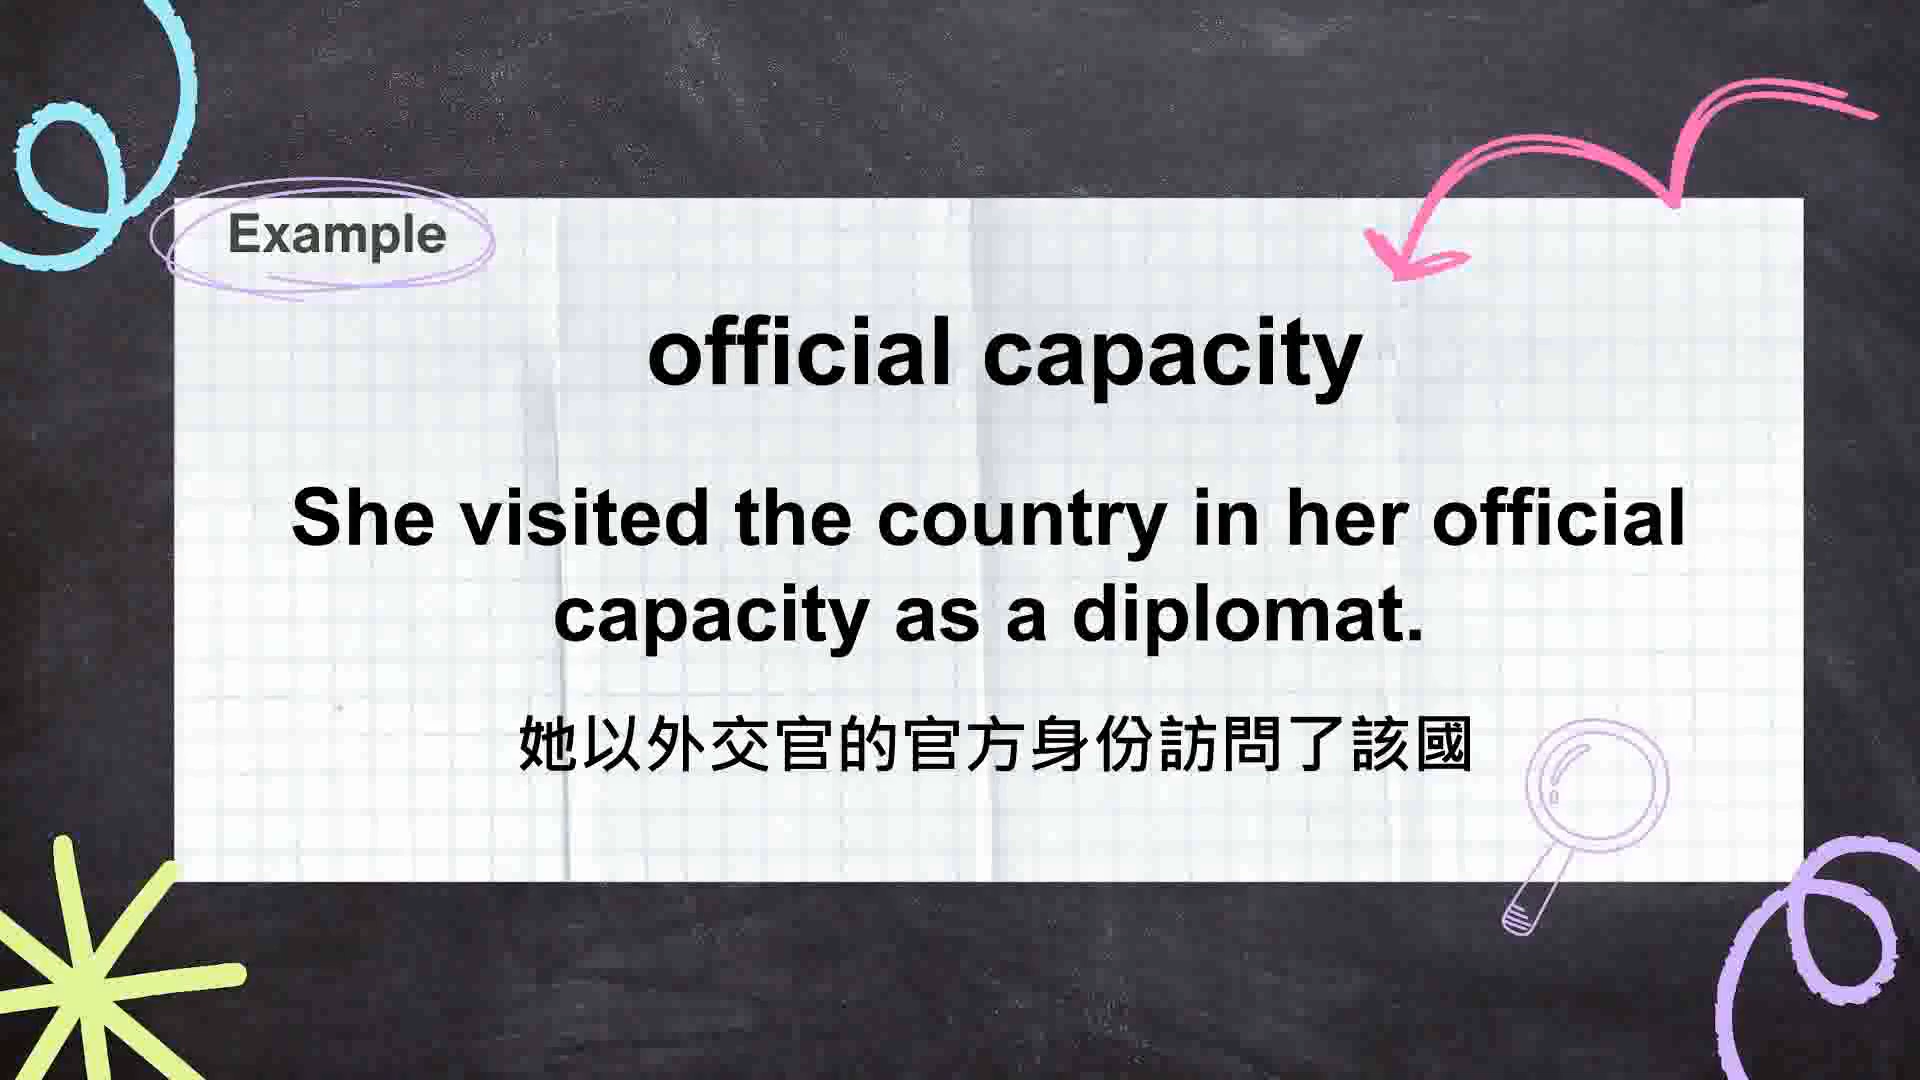 Example
official capacity
She visited the country in her official
capacity as a diplomat.
她以外交官的官方身份訪問了該國